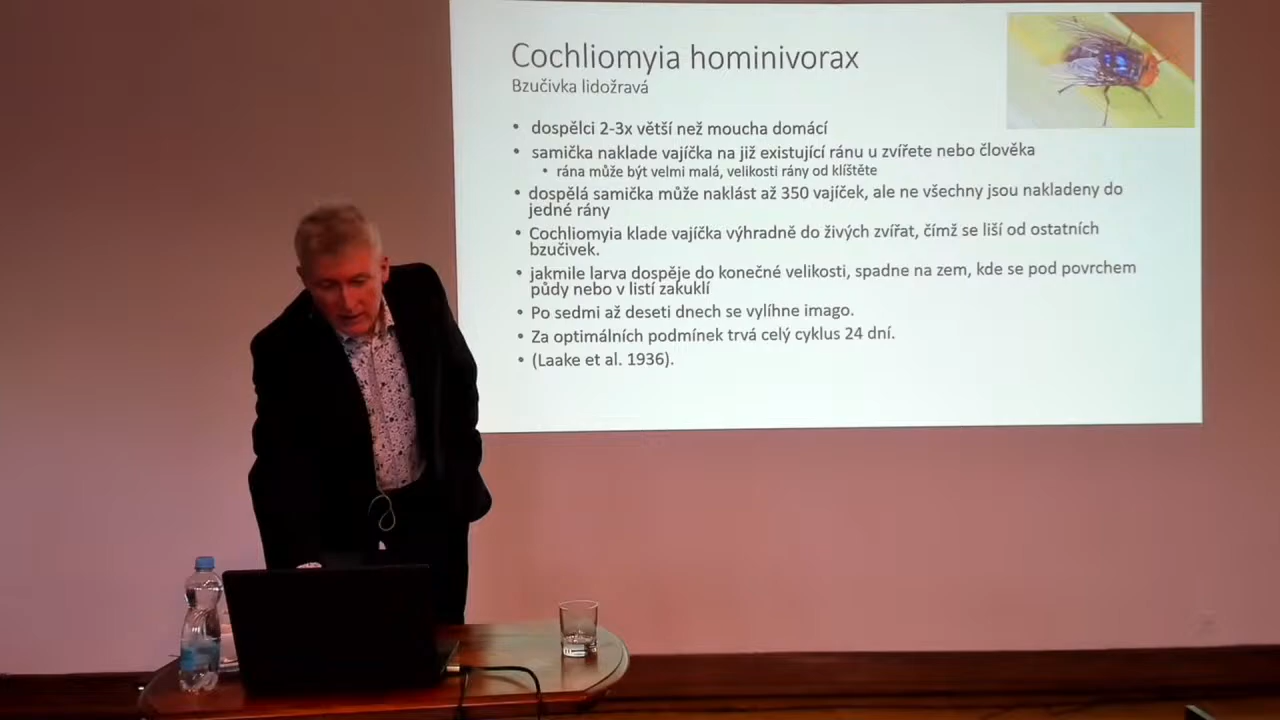 Cochliomyia hominivorax
Bzučivka lidožravá
• dospělci 2-3x větší než moucha domácí
• samička naklade vajíčka na již existující ránu u zvířete nebo člověka
• rána může být velmi malá, velikosti rány od klíštěte
• dospělá samička může naklást až 350 vajíček, ale ne všechny jsou nakladeny do
jedné rány
• Cochliomyia klade vajíčka výhradně do živých zvířat, čímž se liší od ostatních
bzučivek.
• jakmile larva dospěje do konečné velikosti, spadne na zem, kde se pod povrchem
půdy nebo v listí zakuklí
• Po sedmi až deseti dnech se vylíhne imago.
• Za optimálních podmínek trvá celý cyklus 24 dní.
• (Laake et al. 1936).